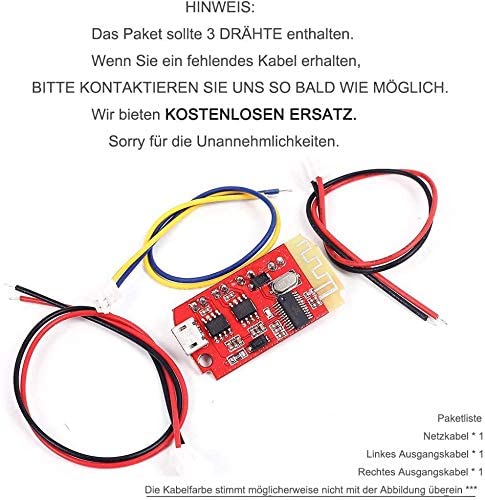 HINWEIS:
Das Paket sollte 3 DRÄHTE enthalten.
Wenn Sie ein fehlendes Kabel erhalten,
BITTE KONTAKTIEREN SIE UNS SO BALD WIE MÖGLICH.
Wir bieten KOSTENLOSEN ERSATZ.
Sorry für die Unannehmlichkeiten.
Paketliste
Netzkabel * 1
Linkes Ausgangskabel * 1
Rechtes Ausgangskabel * 1
Die Kabelfarbe stimmt möglicherweise nicht mit der Abbildung überein ***